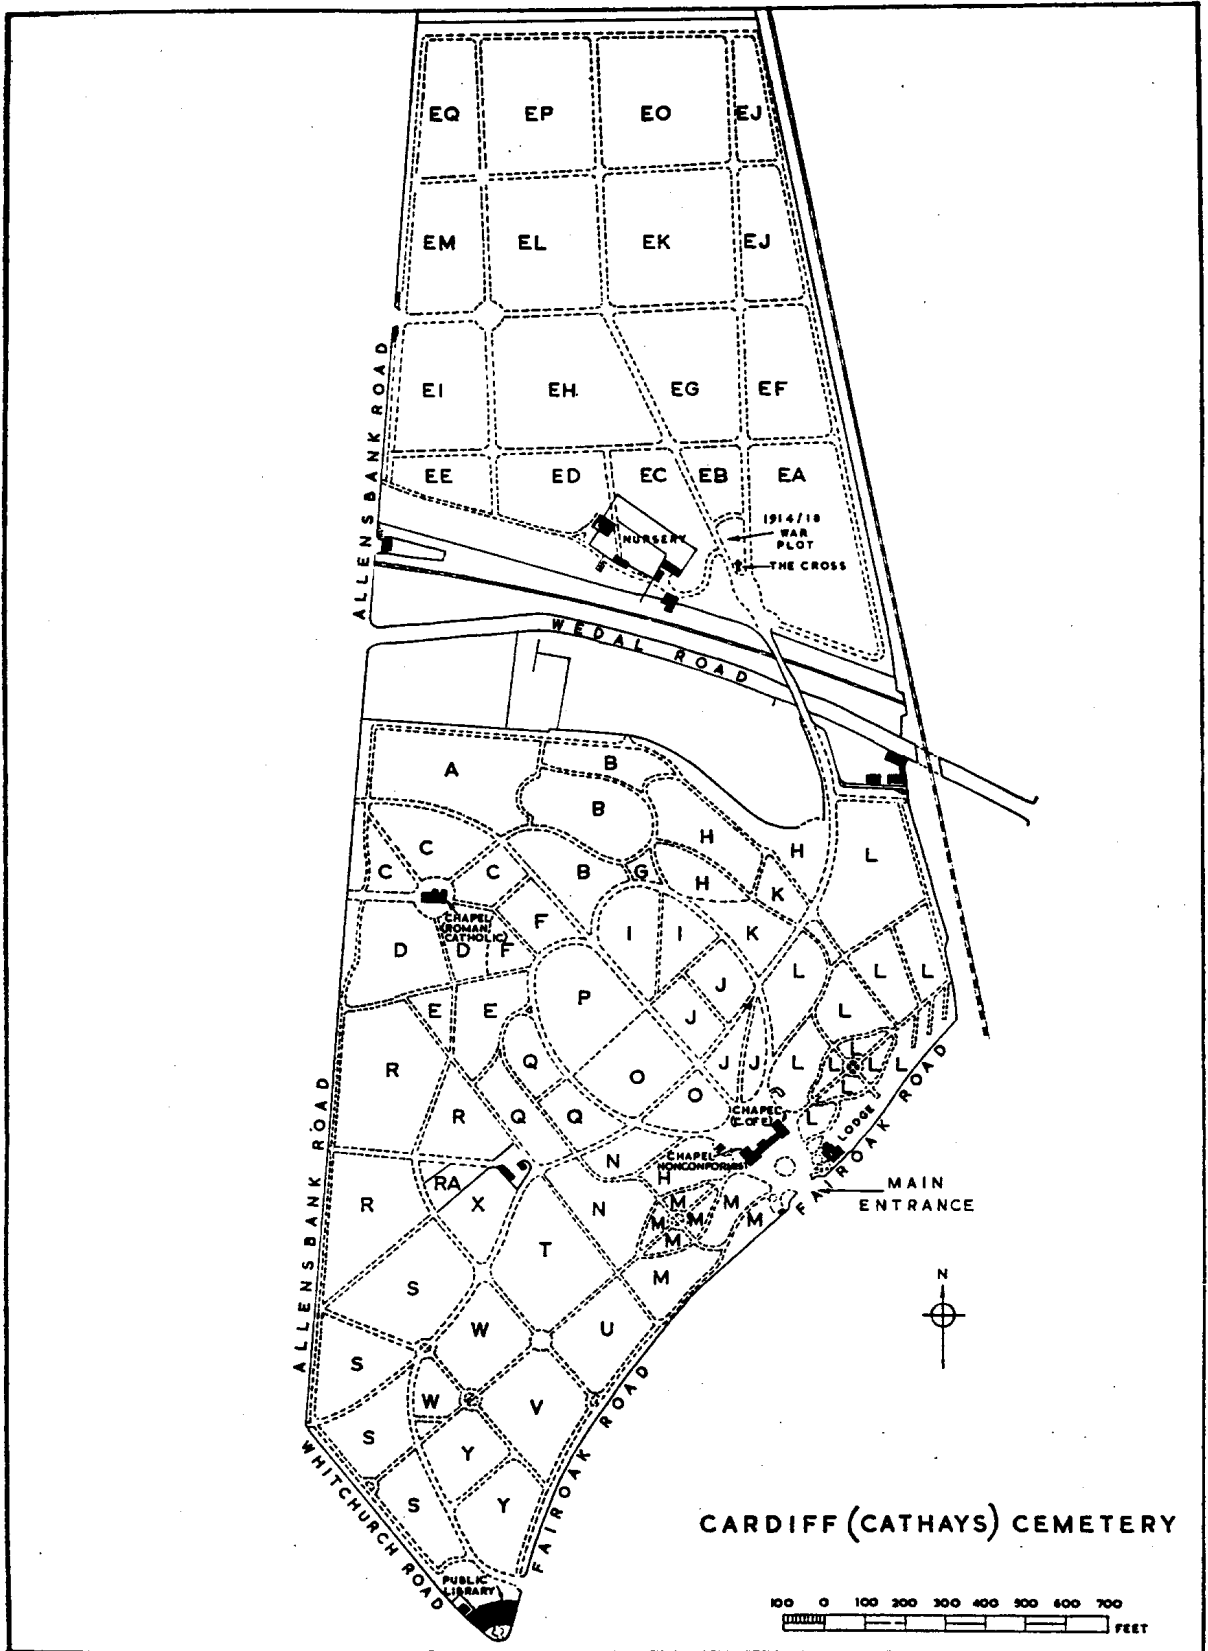 EQ EP EO EJ
EM EL EK EJ
EI EH EG EF
EE ED EC EB EA
1914/18
WAR
PLOT
NURSERY
THE CROSS
ALLENSBANK ROAD
WEDAL ROAD
A B
B
C H H L
C C B G H K
CHAPEL
(ROMAN
CATHOLIC)
D D F F I I K
L L L
E E P J J L
R Q O J J L L L L L
L
R Q Q O
CHAPEL
(C.OF E)
L
LODGE
CHAPEL
NONCONFORMIST
N H
FAIROAK ROAD
MAIN
ENTRANCE
ALLENSBANK ROAD
R RA X N M M M M M M
T M
N
S W U
S W V
S Y
S Y
WHITCHURCH ROAD
FAIROAK ROAD
PUBLIC
LIBRARY
CARDIFF (CATHAYS) CEMETERY
100 0 100 200 300 400 500 600 700
FEET